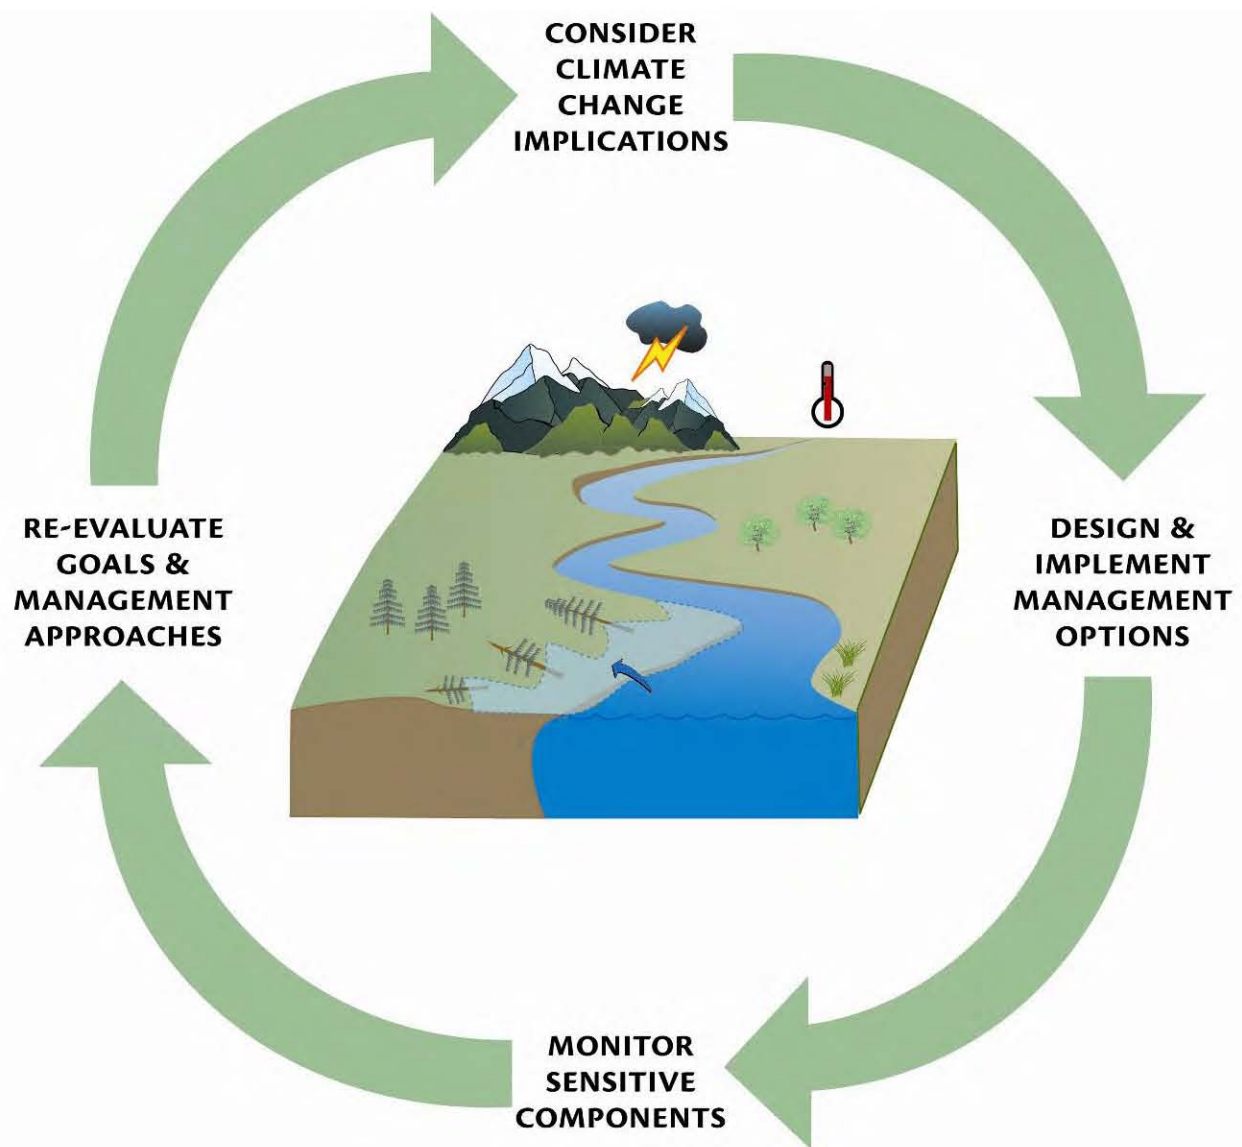 CONSIDER
CLIMATE
CHANGE
IMPLICATIONS
DESIGN &
IMPLEMENT
MANAGEMENT
OPTIONS
MONITOR
SENSITIVE
COMPONENTS
RE-EVALUATE
GOALS &
MANAGEMENT
APPROACHES